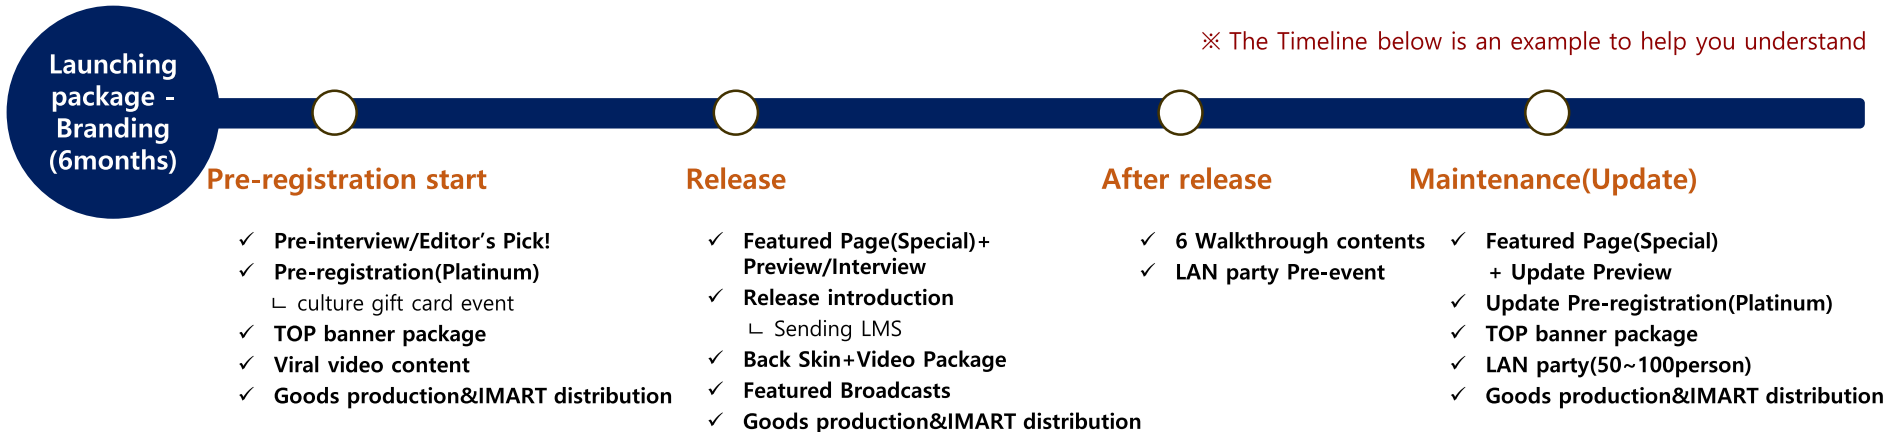 Launching
package -
Branding
(6months)
※ The Timeline below is an example to help you understand
Pre-registration start
✓ Pre-interview/Editor's Pick!
✓ Pre-registration(Platinum)
ㄴ culture gift card event
✓ TOP banner package
✓ Viral video content
✓ Goods production&IMART distribution
Release
✓ Featured Page(Special)+
Preview/Interview
✓ Release introduction
ㄴ Sending LMS
✓ Back Skin+Video Package
✓ Featured Broadcasts
✓ Goods production&IMART distribution
After release
✓ 6 Walkthrough contents
✓ LAN party Pre-event
Maintenance(Update)
✓ Featured Page(Special)
+ Update Preview
✓ Update Pre-registration(Platinum)
✓ TOP banner package
✓ LAN party(50~100person)
✓ Goods production&IMART distribution